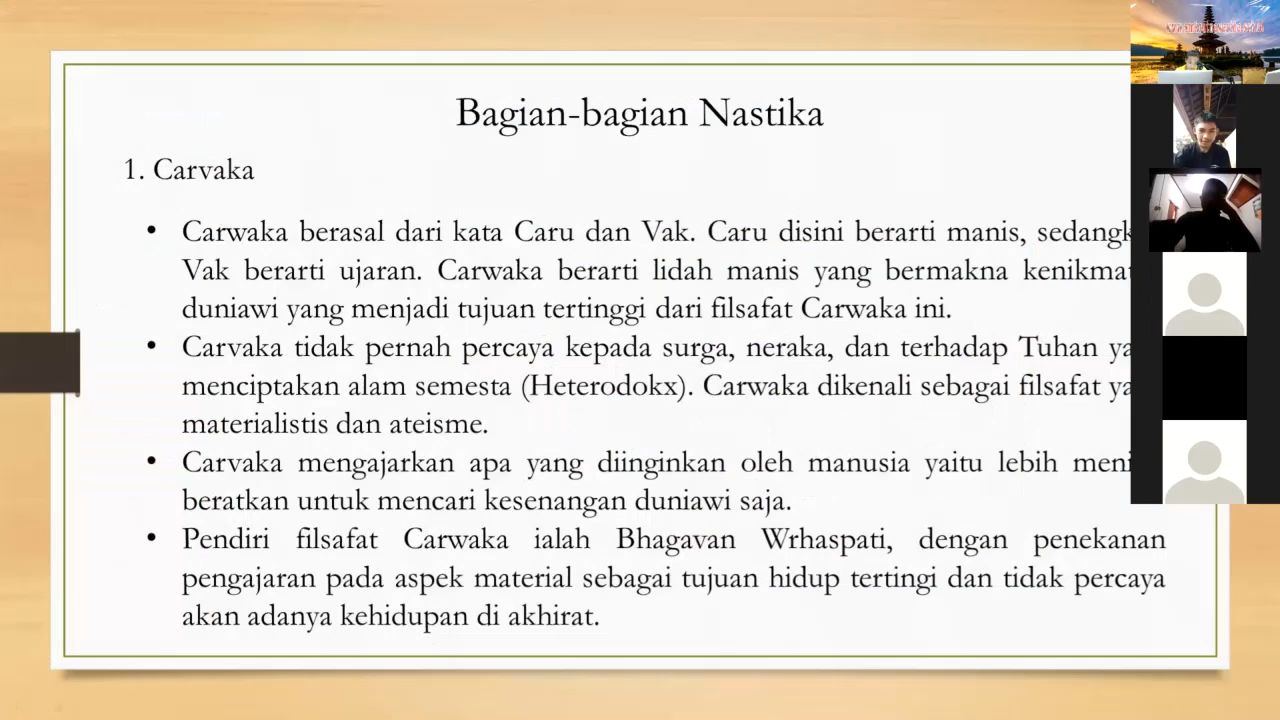 Bagian-bagian Nastika
1. Carvaka
• Carwaka berasal dari kata Caru dan Vak. Caru disini berarti manis, sedangk
Vak berarti ujaran. Carwaka berarti lidah manis yang bermakna kenikmat
duniawi yang menjadi tujuan tertinggi dari filsafat Carwaka ini.
• Carvaka tidak pernah percaya kepada surga, neraka, dan terhadap Tuhan ya
menciptakan alam semesta (Heterodokx). Carwaka dikenali sebagai filsafat ya
materialistis dan ateisme.
• Carvaka mengajarkan apa yang diinginkan oleh manusia yaitu lebih meni
beratkan untuk mencari kesenangan duniawi saja.
• Pendiri filsafat Carwaka ialah Bhagavan Wrhaspati, dengan penekanan
pengajaran pada aspek material sebagai tujuan hidup tertingi dan tidak percaya
akan adanya kehidupan di akhirat.